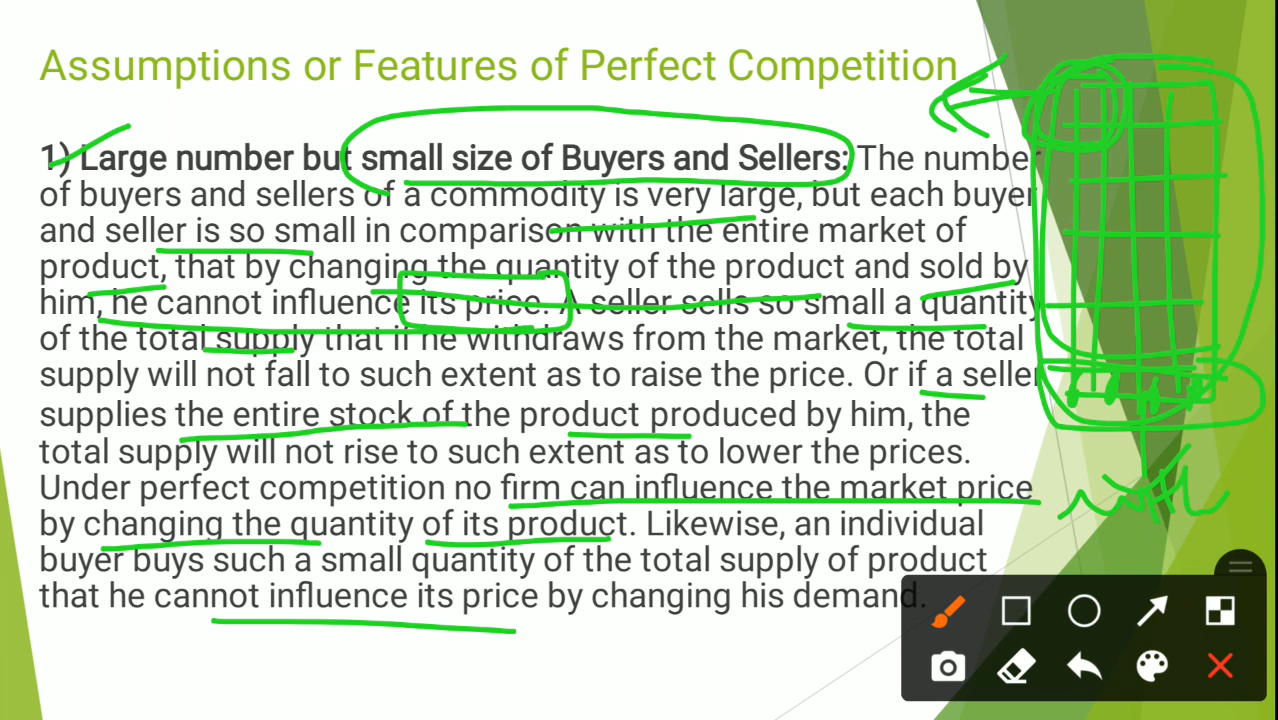 Assumptions or Features of Perfect Competition
1) Large number but small size of Buyers and Sellers: The number
of buyers and sellers of a commodity is very large, but each buyer
and seller is so small in comparison with the entire market of
product, that by changing the quantity of the product and sold by
him, he cannot influence its price. A seller sells so small a quantity
of the total supply that if he withdraws from the market, the total
supply will not fall to such extent as to raise the price. Or if a seller
supplies the entire stock of the product produced by him, the
total supply will not rise to such extent as to lower the prices.
Under perfect competition no firm can influence the market price
by changing the quantity of its product. Likewise, an individual
buyer buys such a small quantity of the total supply of product
that he cannot influence its price by changing his demand.